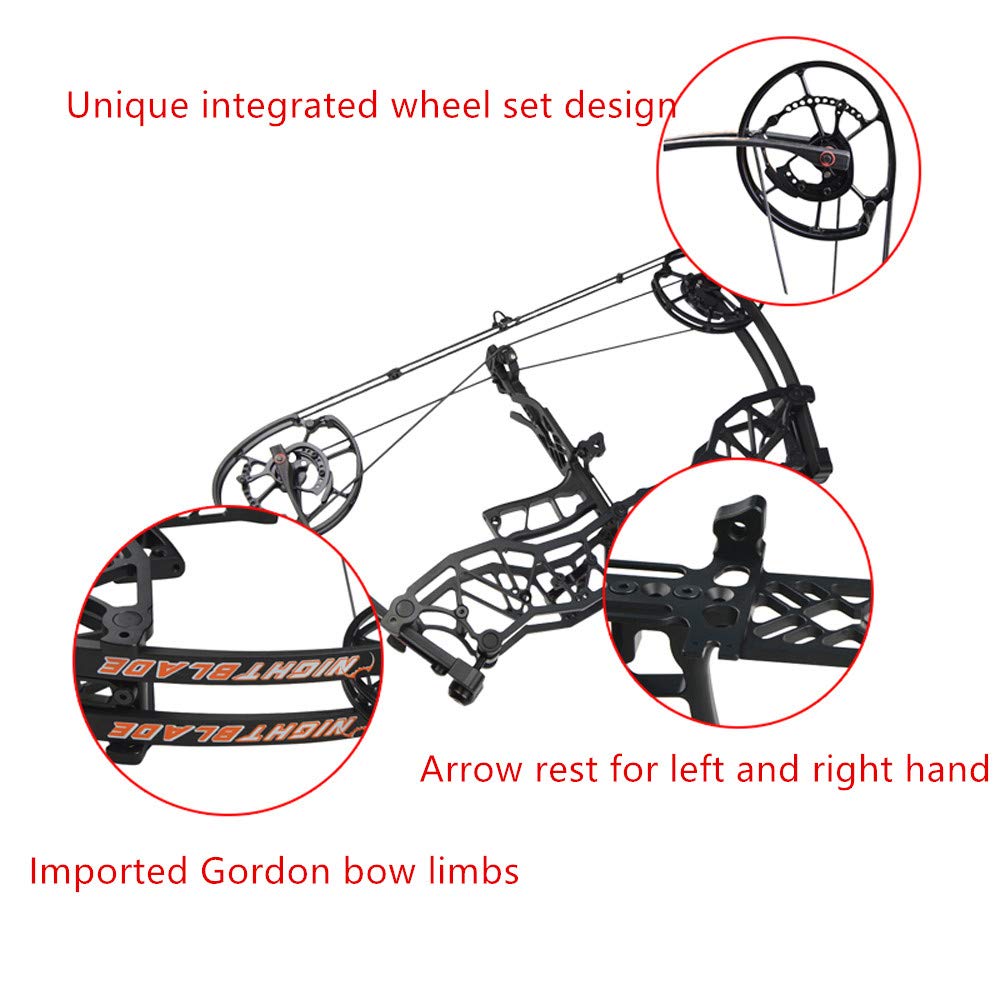 Unique integrated wheel set design
NIGHTBLADE
NIGHTBLADE
Arrow rest for left and right hand
Imported Gordon bow limbs